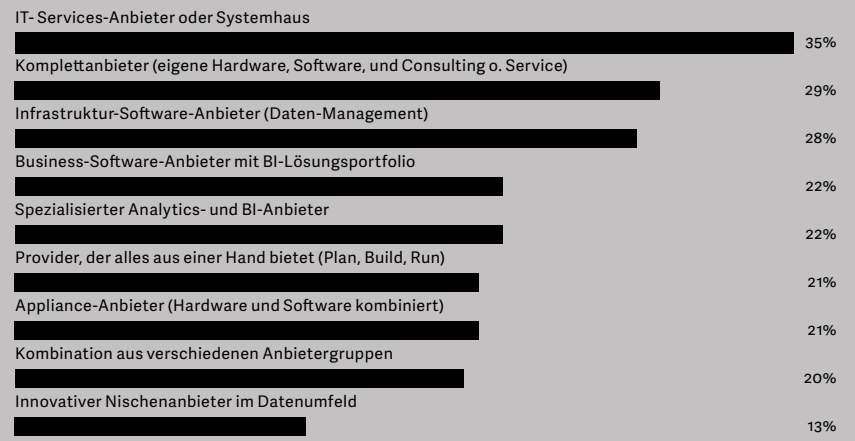 IT- Services-Anbieter oder Systemhaus
35%
Komplettanbieter (eigene Hardware, Software, und Consulting o. Service)
29%
Infrastruktur-Software-Anbieter (Daten-Management)
28%
Business-Software-Anbieter mit BI-Lösungsportfolio
22%
Spezialisierter Analytics- und BI-Anbieter
22%
Provider, der alles aus einer Hand bietet (Plan, Build, Run)
21%
Appliance-Anbieter (Hardware und Software kombiniert)
21%
Kombination aus verschiedenen Anbietergruppen
20%
Innovativer Nischenanbieter im Datenumfeld
13%